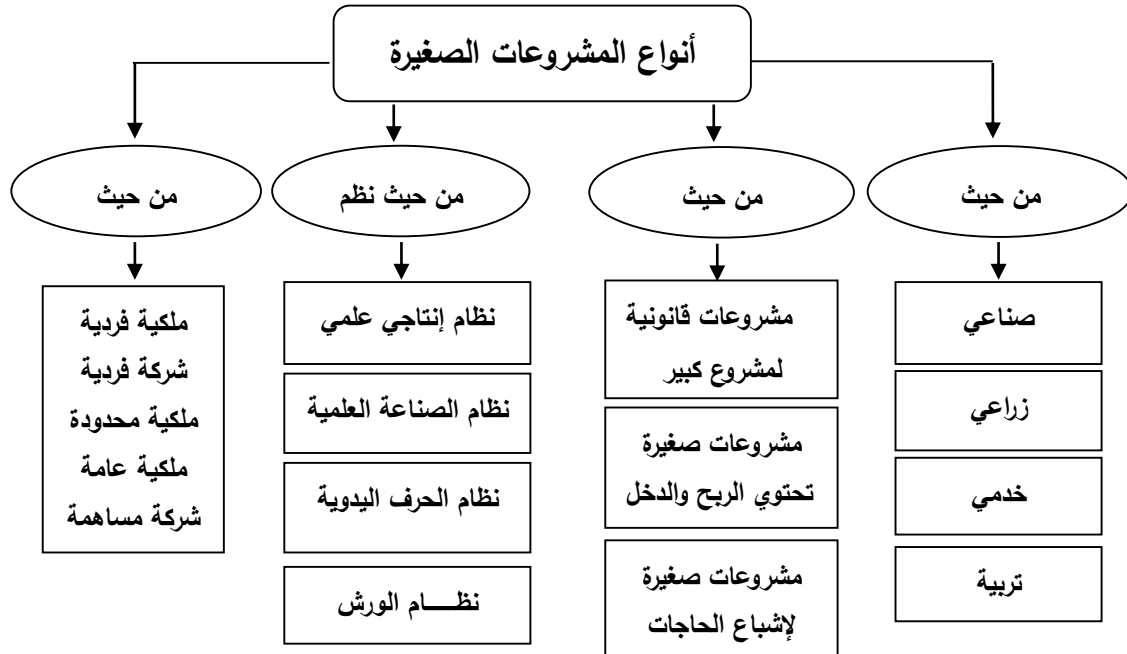 أنواع المشروعات الصغيرة
من حيث
من حيث
من حيث نظم
من حيث
صناعي
زراعي
خدمي
تربية
مشروعات قانونية
لمشروع كبير
مشروعات صغيرة
تحتوي الربح والدخل
مشروعات صغيرة
لإشباع الحاجات
نظام إنتاجي علمي
نظام الصناعة العلمية
نظام الحرف اليدوية
نظـــــام الورش
ملكية فردية
شركة فردية
ملكية محدودة
ملكية عامة
شركة مساهمة